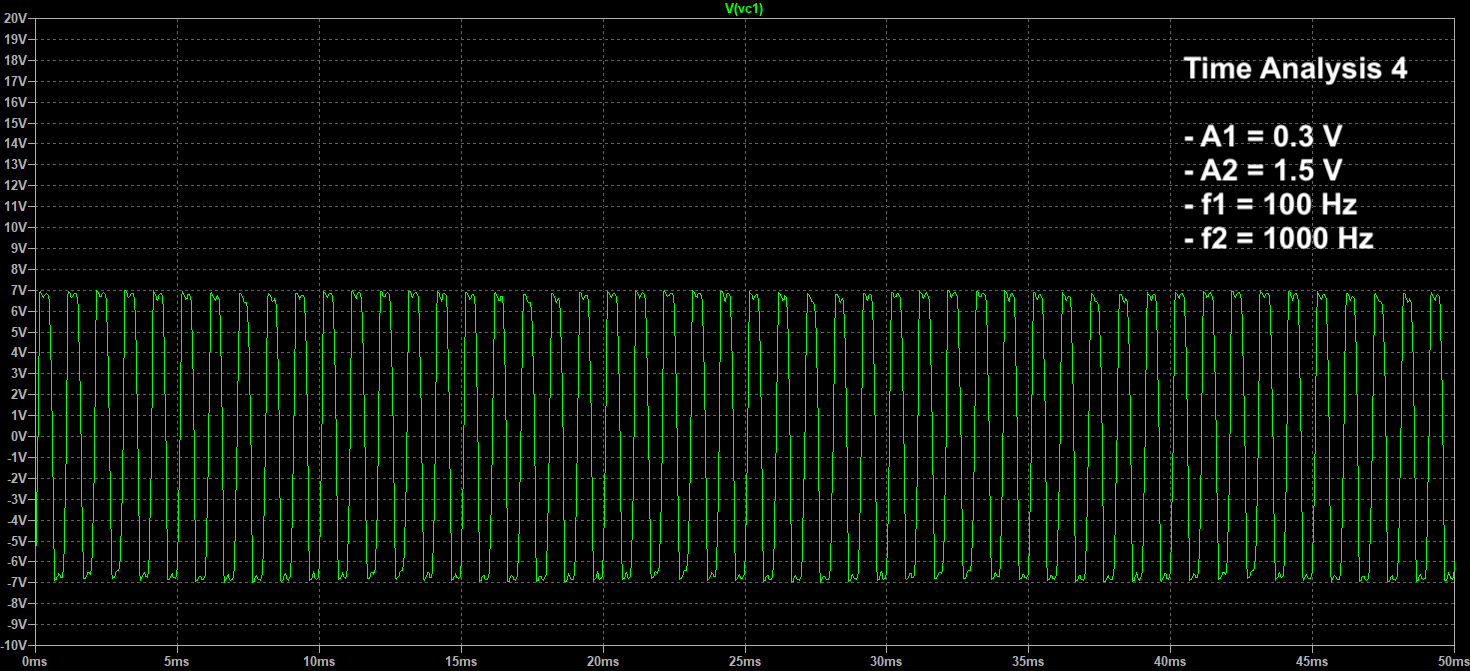 V(vc1)
20V
19V
18V
17V
16V
15V
14V
13V
12V
11V
10V
9V
8V
7V
6V
5V
4V
3V
2V
1V
0V
-1V
-2V
-3V
-4V
-5V
-6V
-7V
-8V
-9V
-10V
0ms 5ms 10ms 15ms 20ms 25ms 30ms 35ms 40ms 45ms 50ms
Time Analysis 4
- A1 = 0.3 V
- A2 = 1.5 V
- f1 = 100 Hz
- f2 = 1000 Hz